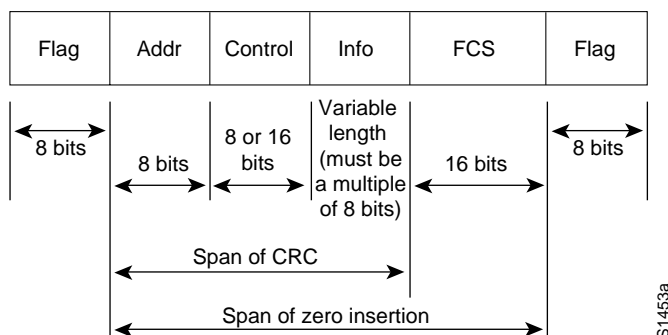 Flag Addr Control Info FCS Flag
8 bits
8 bits
8 or 16
bits
Variable
length
(must be
a multiple
of 8 bits)
16 bits
8 bits
Span of CRC
Span of zero insertion
S1453a